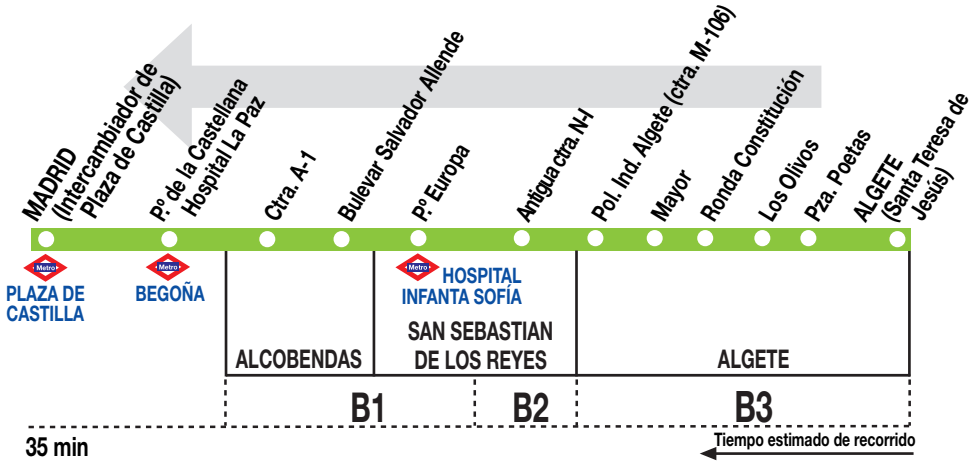 MADRID
(Intercambiador de
Plaza de Castilla)
P.º de la Castellana
Hospital La Paz
Ctra. A-1
Bulevar Salvador Allende
P.º Europa
Antigua ctra. N-I
Pol. Ind. Algete (ctra. M-106)
Mayor
Ronda Constitución
Los Olivos
Pza. Poetas
ALGETE
(Santa Teresa de
Jesús)
Metro
PLAZA DE
CASTILLA
Metro
BEGOÑA
Metro
HOSPITAL
INFANTA SOFÍA
ALCOBENDAS
SAN SEBASTIAN
DE LOS REYES
ALGETE
B1
B2
B3
35 min
Tiempo estimado de recorrido